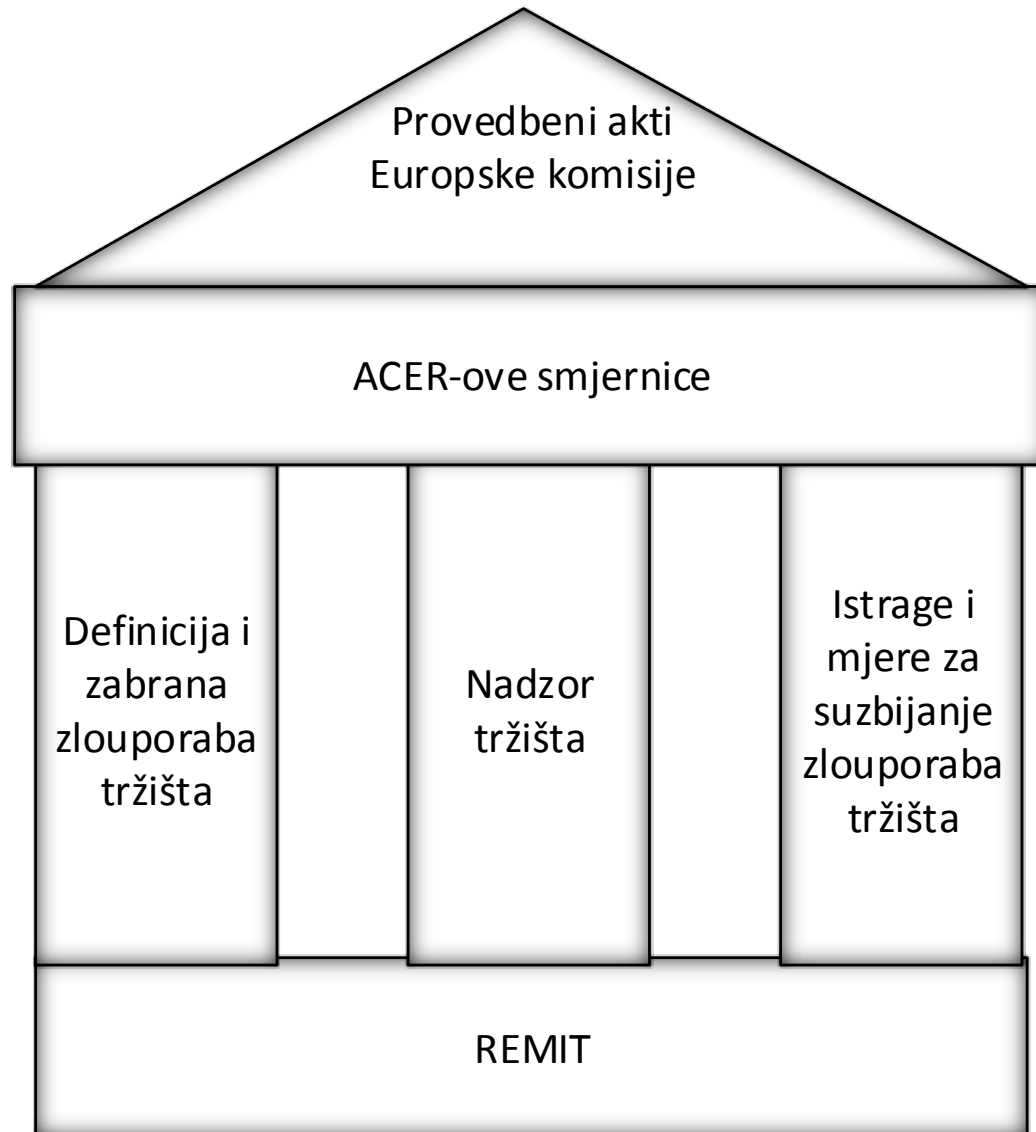 Provedbeni akti
Europske komisije
ACER-ove smjernice
Definicija i
zabrana
zlouporaba
tržišta
Nadzor
tržišta
Istrage i
mjere za
suzbijanje
zlouporaba
tržišta
REMIT